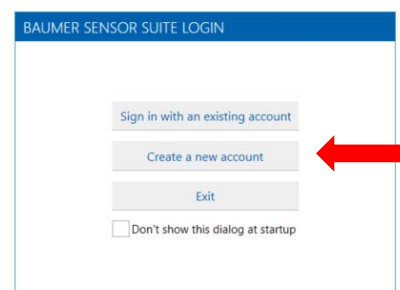 BAUMER SENSOR SUITE LOGIN
Sign in with an existing account
Create a new account
Exit
Don't show this dialog at startup